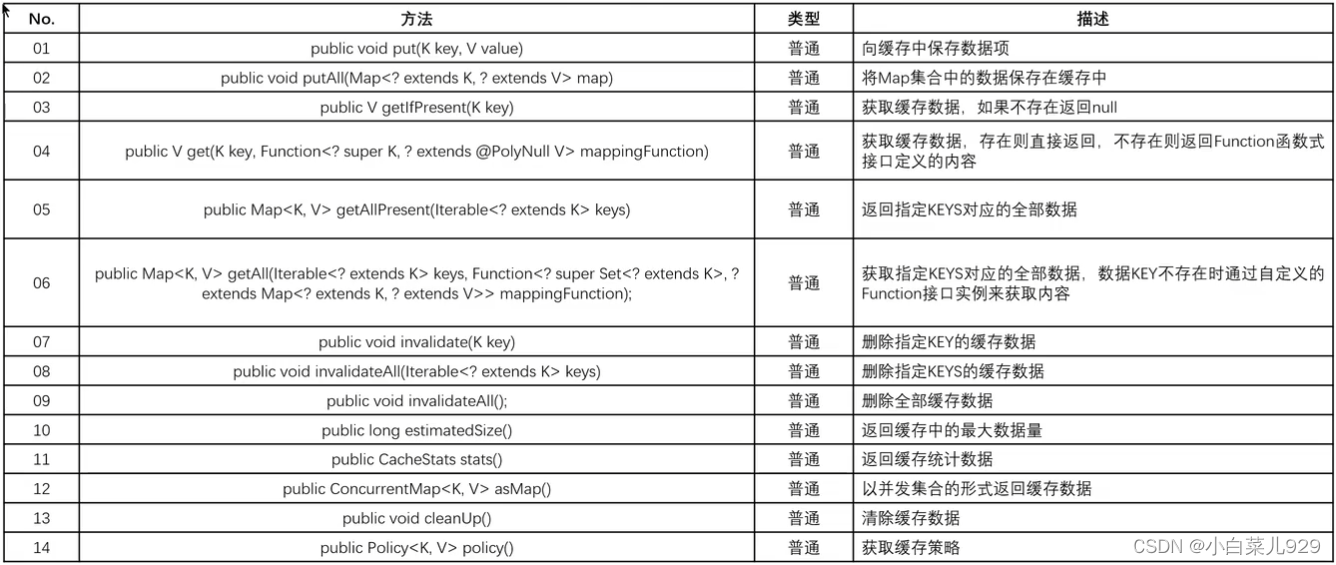 No. 方法 类型 描述
01 public void put(K key, V value) 普通 向缓存中保存数据项
02 public void putAll(Map<? extends K, ? extends V> map) 普通 将Map集合中的数据保存在缓存中
03 public V getIfPresent(K key) 普通 获取缓存数据，如果不存在返回null
04 public V get(K key, Function<? super K, ? extends @PolyNull V> mappingFunction) 普通 获取缓存数据，存在则直接返回，不存在则返回Function函数式
接口定义的内容
05 public Map<K, V> getAllPresent(Iterable<? extends K> keys) 普通 返回指定KEYS对应的全部数据
06 public Map<K, V> getAll(Iterable<? extends K> keys, Function<? super Set<? extends K>, ? 普通 获取指定KEYS对应的全部数据，数据KEY不存在时通过自定义的
extends Map<? extends K, ? extends V>> mappingFunction); Function接口实例来获取内容
07 public void invalidate(K key) 普通 删除指定KEY的缓存数据
08 public void invalidateAll(Iterable<? extends K> keys) 普通 删除指定KEYS的缓存数据
09 public void invalidateAll(); 普通 删除全部缓存数据
10 public long estimatedSize() 普通 返回缓存中的最大数据量
11 public CacheStats stats() 普通 返回缓存统计数据
12 public ConcurrentMap<K, V> asMap() 普通 以并发集合的形式返回缓存数据
13 public void cleanUp() 普通 清除缓存数据
14 public Policy<K, V> policy() 普通 获取缓存策略
CSDN @小白菜儿929